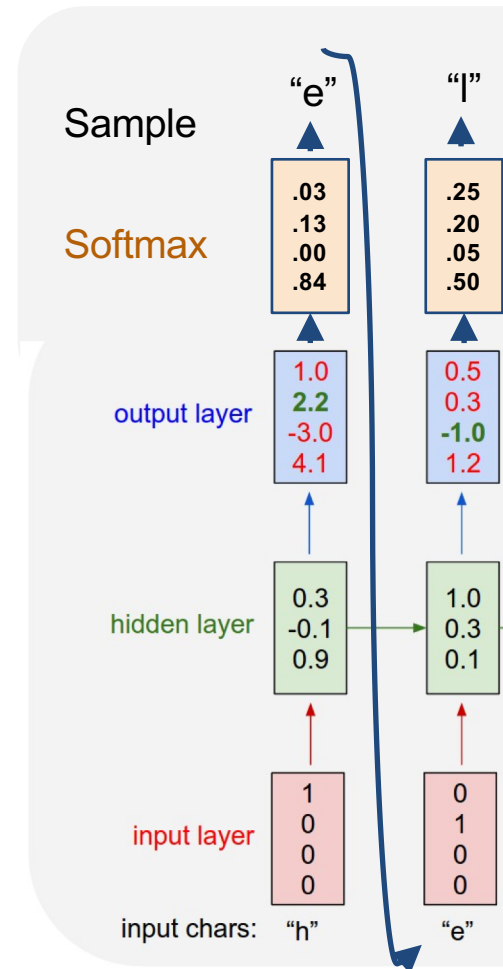 “e” “l”
Sample
.03 .25
.13 .20
Softmax .00 .05
.84 .50
1.0 0.5
output layer 2.2 0.3
-3.0 -1.0
4.1 1.2
0.3 1.0
hidden layer -0.1 0.3
0.9 0.1
1 0
input layer 0 1
0 0
0 0
input chars: “h” “e”